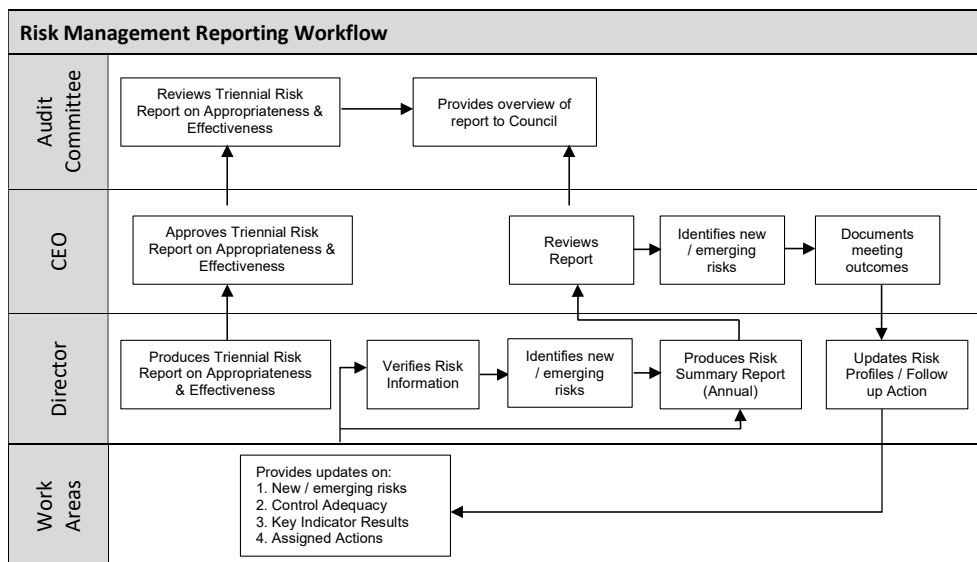 Risk Management Reporting Workflow
Audit
Committee
Reviews Triennial Risk
Report on Appropriateness &
Effectiveness
Provides overview of
report to Council
CEO
Approves Triennial Risk
Report on Appropriateness &
Effectiveness
Reviews
Report
Identifies new
/ emerging
risks
Documents
meeting
outcomes
Director
Produces Triennial Risk
Report on Appropriateness
& Effectiveness
Verifies Risk
Information
Identifies new
/ emerging
risks
Produces Risk
Summary Report
(Annual)
Updates Risk
Profiles / Follow
up Action
Work
Areas
Provides updates on:
1. New / emerging risks
2. Control Adequacy
3. Key Indicator Results
4. Assigned Actions